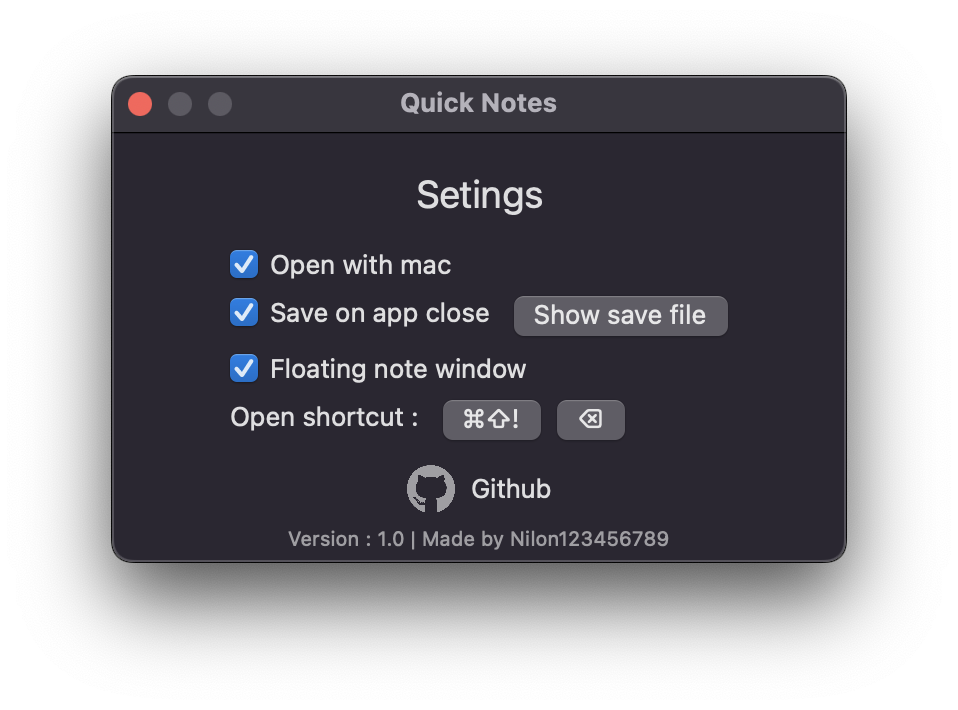 Quick Notes
Setings
Open with mac
Save on app close Show save file
Floating note window
Open shortcut : ⌘⇧!
Github
Version : 1.0 | Made by Nilon123456789